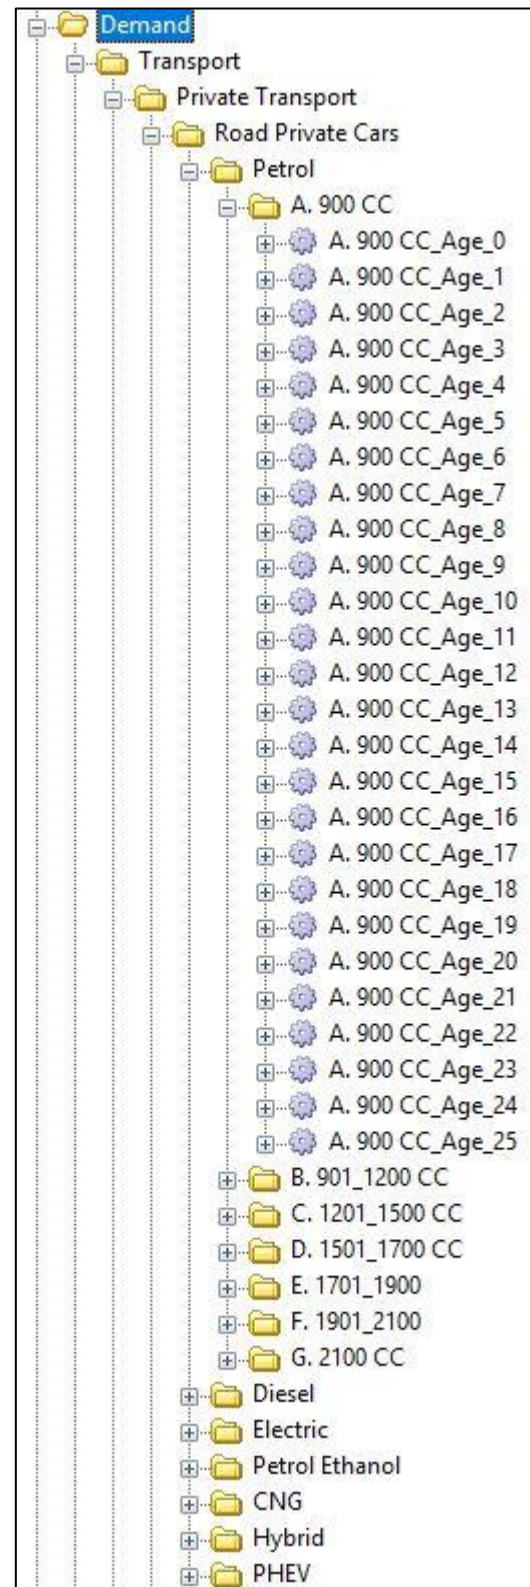 Demand
Transport
Private Transport
Road Private Cars
Petrol
A. 900 CC
A. 900 CC_Age_0
A. 900 CC_Age_1
A. 900 CC_Age_2
A. 900 CC_Age_3
A. 900 CC_Age_4
A. 900 CC_Age_5
A. 900 CC_Age_6
A. 900 CC_Age_7
A. 900 CC_Age_8
A. 900 CC_Age_9
A. 900 CC_Age_10
A. 900 CC_Age_11
A. 900 CC_Age_12
A. 900 CC_Age_13
A. 900 CC_Age_14
A. 900 CC_Age_15
A. 900 CC_Age_16
A. 900 CC_Age_17
A. 900 CC_Age_18
A. 900 CC_Age_19
A. 900 CC_Age_20
A. 900 CC_Age_21
A. 900 CC_Age_22
A. 900 CC_Age_23
A. 900 CC_Age_24
A. 900 CC_Age_25
B. 901_1200 CC
C. 1201_1500 CC
D. 1501_1700 CC
E. 1701_1900
F. 1901_2100
G. 2100 CC
Diesel
Electric
Petrol Ethanol
CNG
Hybrid
PHEV